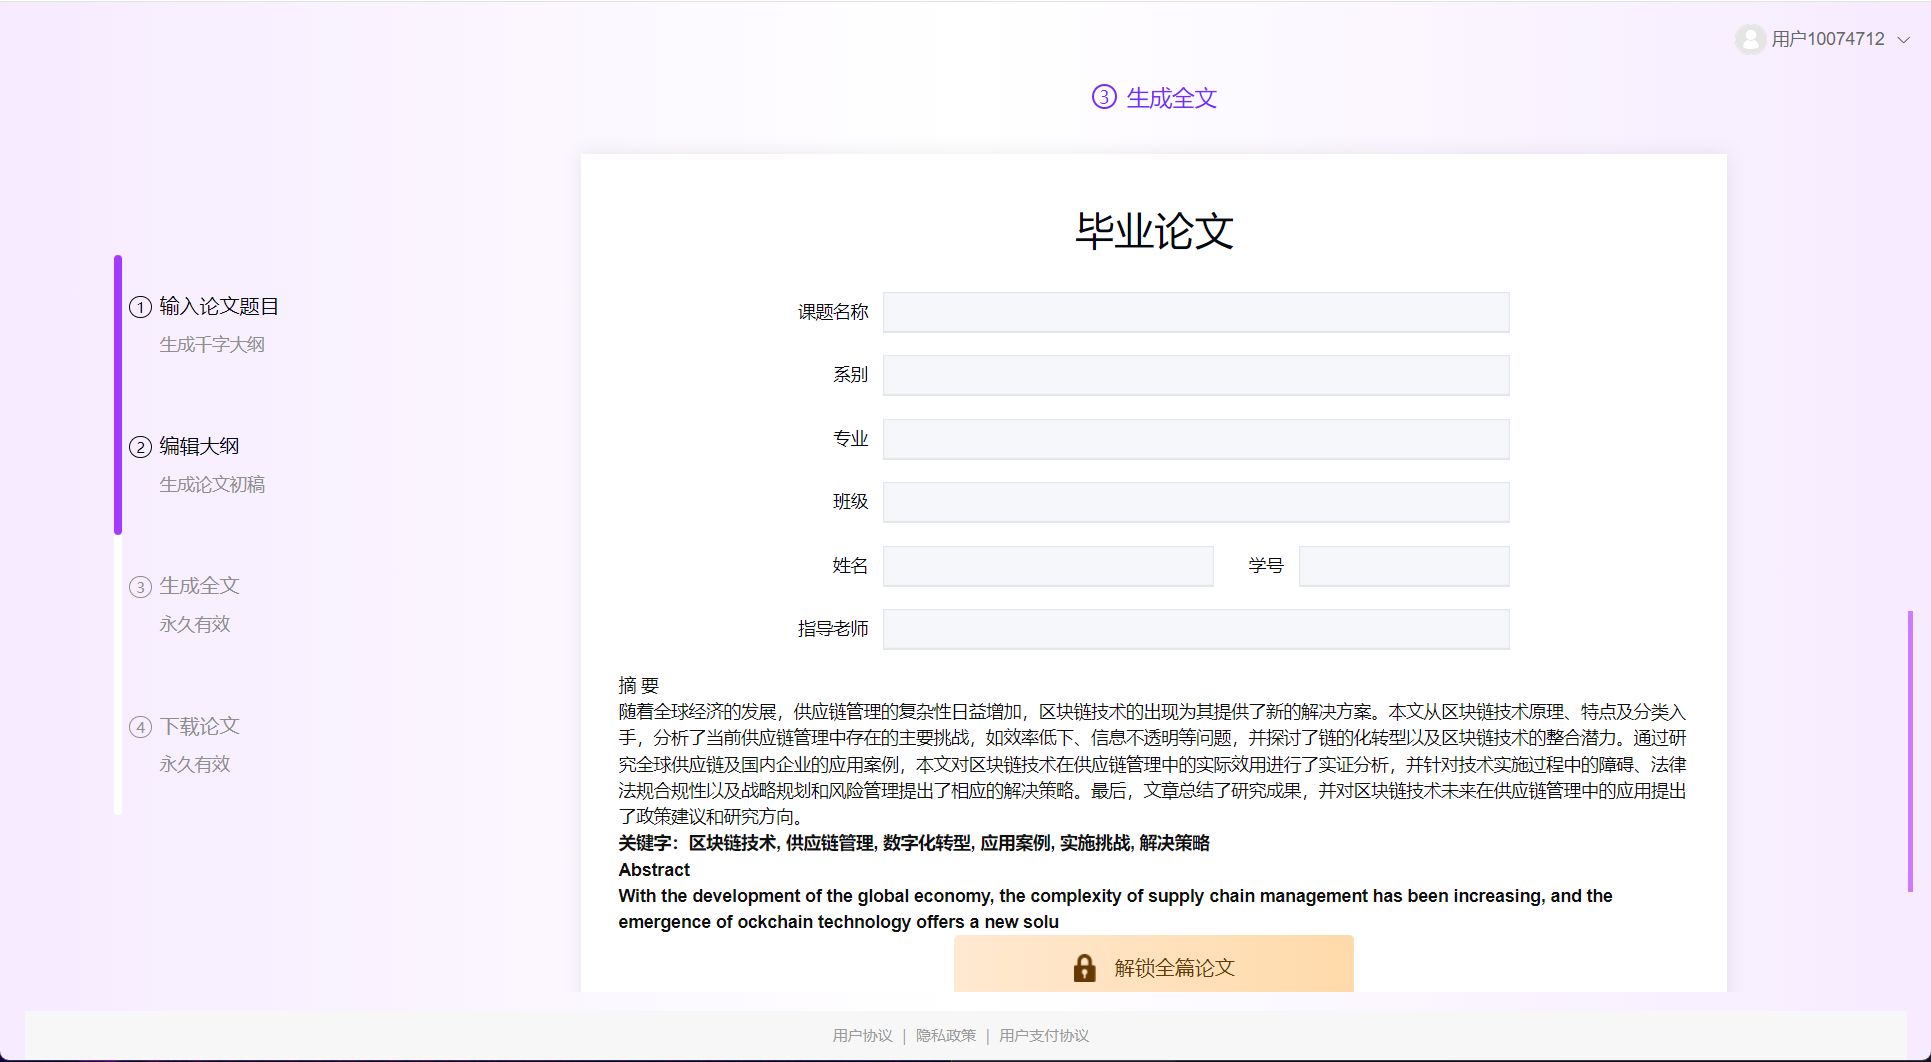 用户10074712
③ 生成全文
① 输入论文题目
生成千字大纲
② 编辑大纲
生成论文初稿
③ 生成全文
永久有效
④ 下载论文
永久有效
毕业论文
课题名称
系别
专业
班级
姓名 学号
指导老师
摘 要
随着全球经济的发展，供应链管理的复杂性日益增加，区块链技术的出现为其提供了新的解决方案。本文从区块链技术原理、特点及分类入
手，分析了当前供应链管理中存在的主要挑战，如效率低下、信息不透明等问题，并探讨了链的化转型以及区块链技术的整合潜力。通过研
究全球供应链及国内企业的应用案例，本文对区块链技术在供应链管理中的实际效用进行了实证分析，并针对技术实施过程中的障碍、法律
法规合规性以及战略规划和风险管理提出了相应的解决策略。最后，文章总结了研究成果，并对区块链技术未来在供应链管理中的应用提出
了政策建议和研究方向。
关键字：区块链技术, 供应链管理, 数字化转型, 应用案例, 实施挑战, 解决策略
Abstract
With the development of the global economy, the complexity of supply chain management has been increasing, and the
emergence of ockchain technology offers a new solu
解锁全篇论文
用户协议 | 隐私政策 | 用户支付协议